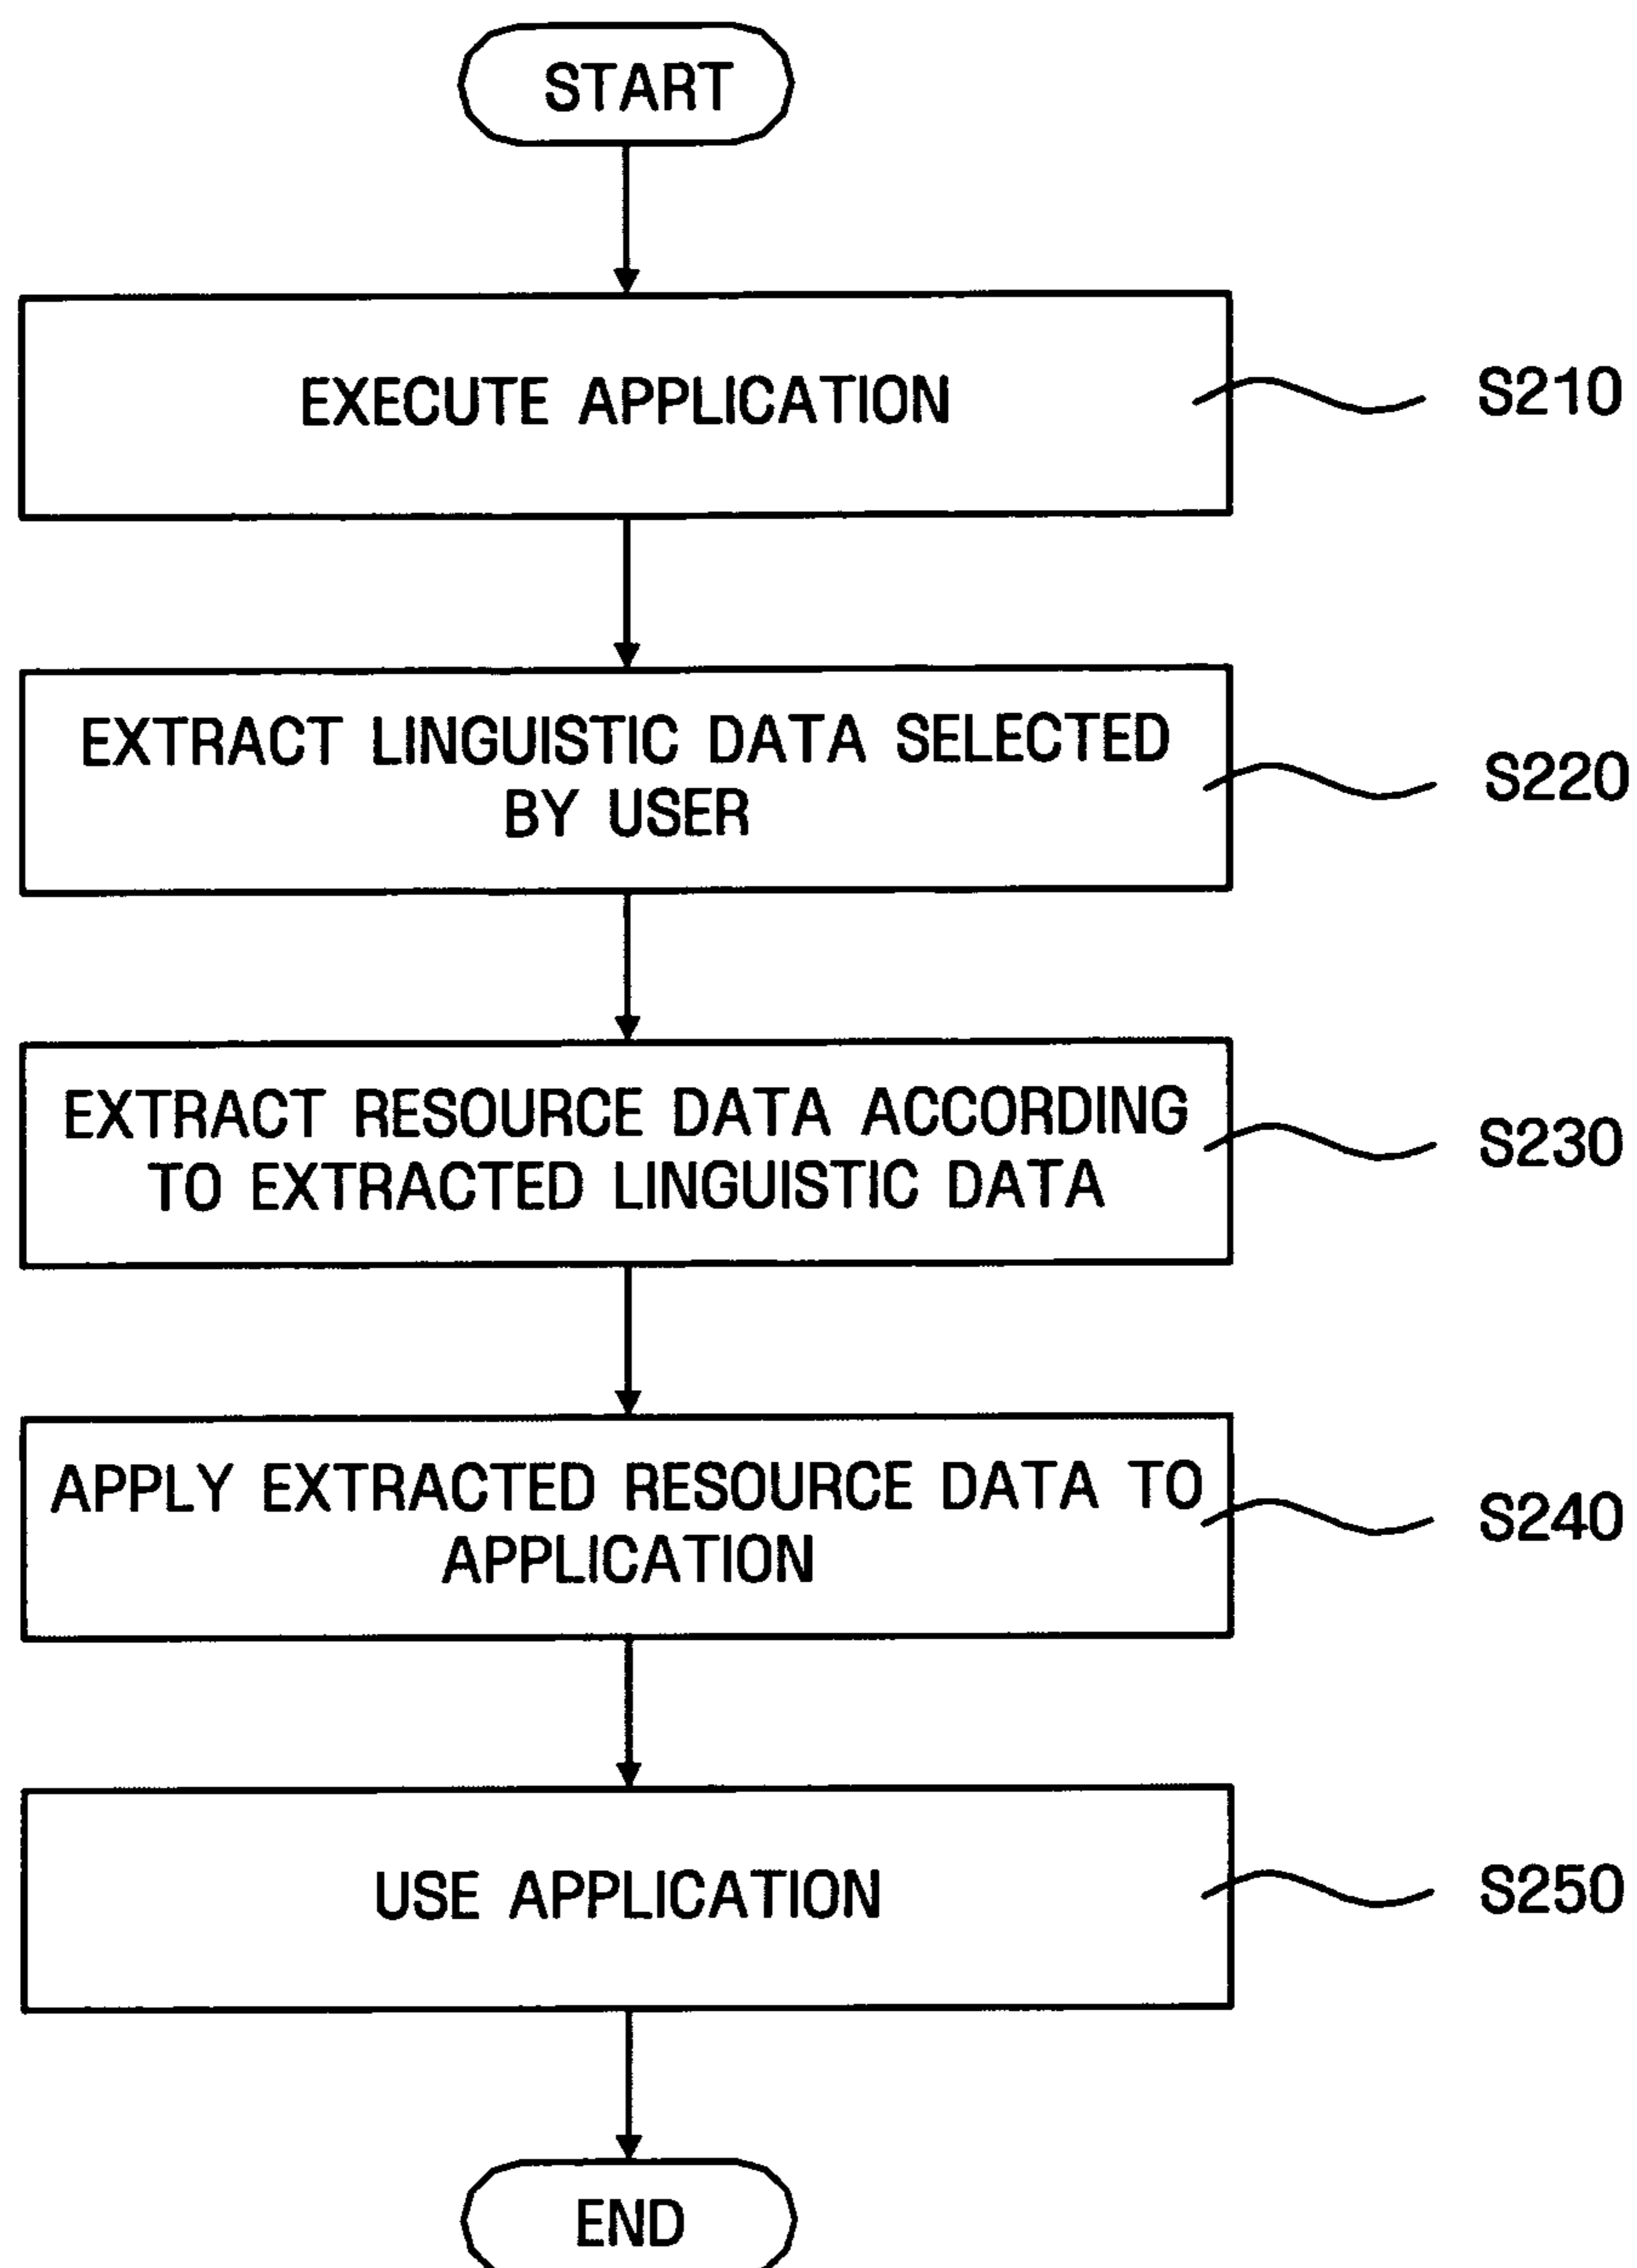 START
EXECUTE APPLICATION
S210
EXTRACT LINGUISTIC DATA SELECTED
BY USER
S220
EXTRACT RESOURCE DATA ACCORDING
TO EXTRACTED LINGUISTIC DATA
S230
APPLY EXTRACTED RESOURCE DATA TO
APPLICATION
S240
USE APPLICATION
S250
END